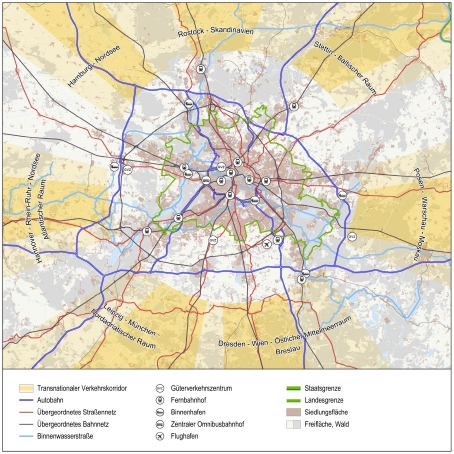 Rostock - Skandinavien
Hamburg, Nordsee
Stettin - Baltischer Raum
Hannover - Rhein-Ruhr - Nordsee
Atlantischer Raum
Posen - Warschau - Moskau
Leipzig - München -
Nordadriatischer Raum
Dresden - Wien - Östlicher Mittelmeerraum
Breslau
Transnationaler Verkehrskorridor
Autobahn
Übergeordnetes Straßennetz
Übergeordnetes Bahnnetz
Binnenwasserstraße
Güterverkehrszentrum
Fernbahnhof
Binnenhafen
Zentraler Omnibusbahnhof
Flughafen
Staatsgrenze
Landesgrenze
Siedlungsfläche
Freifläche, Wald